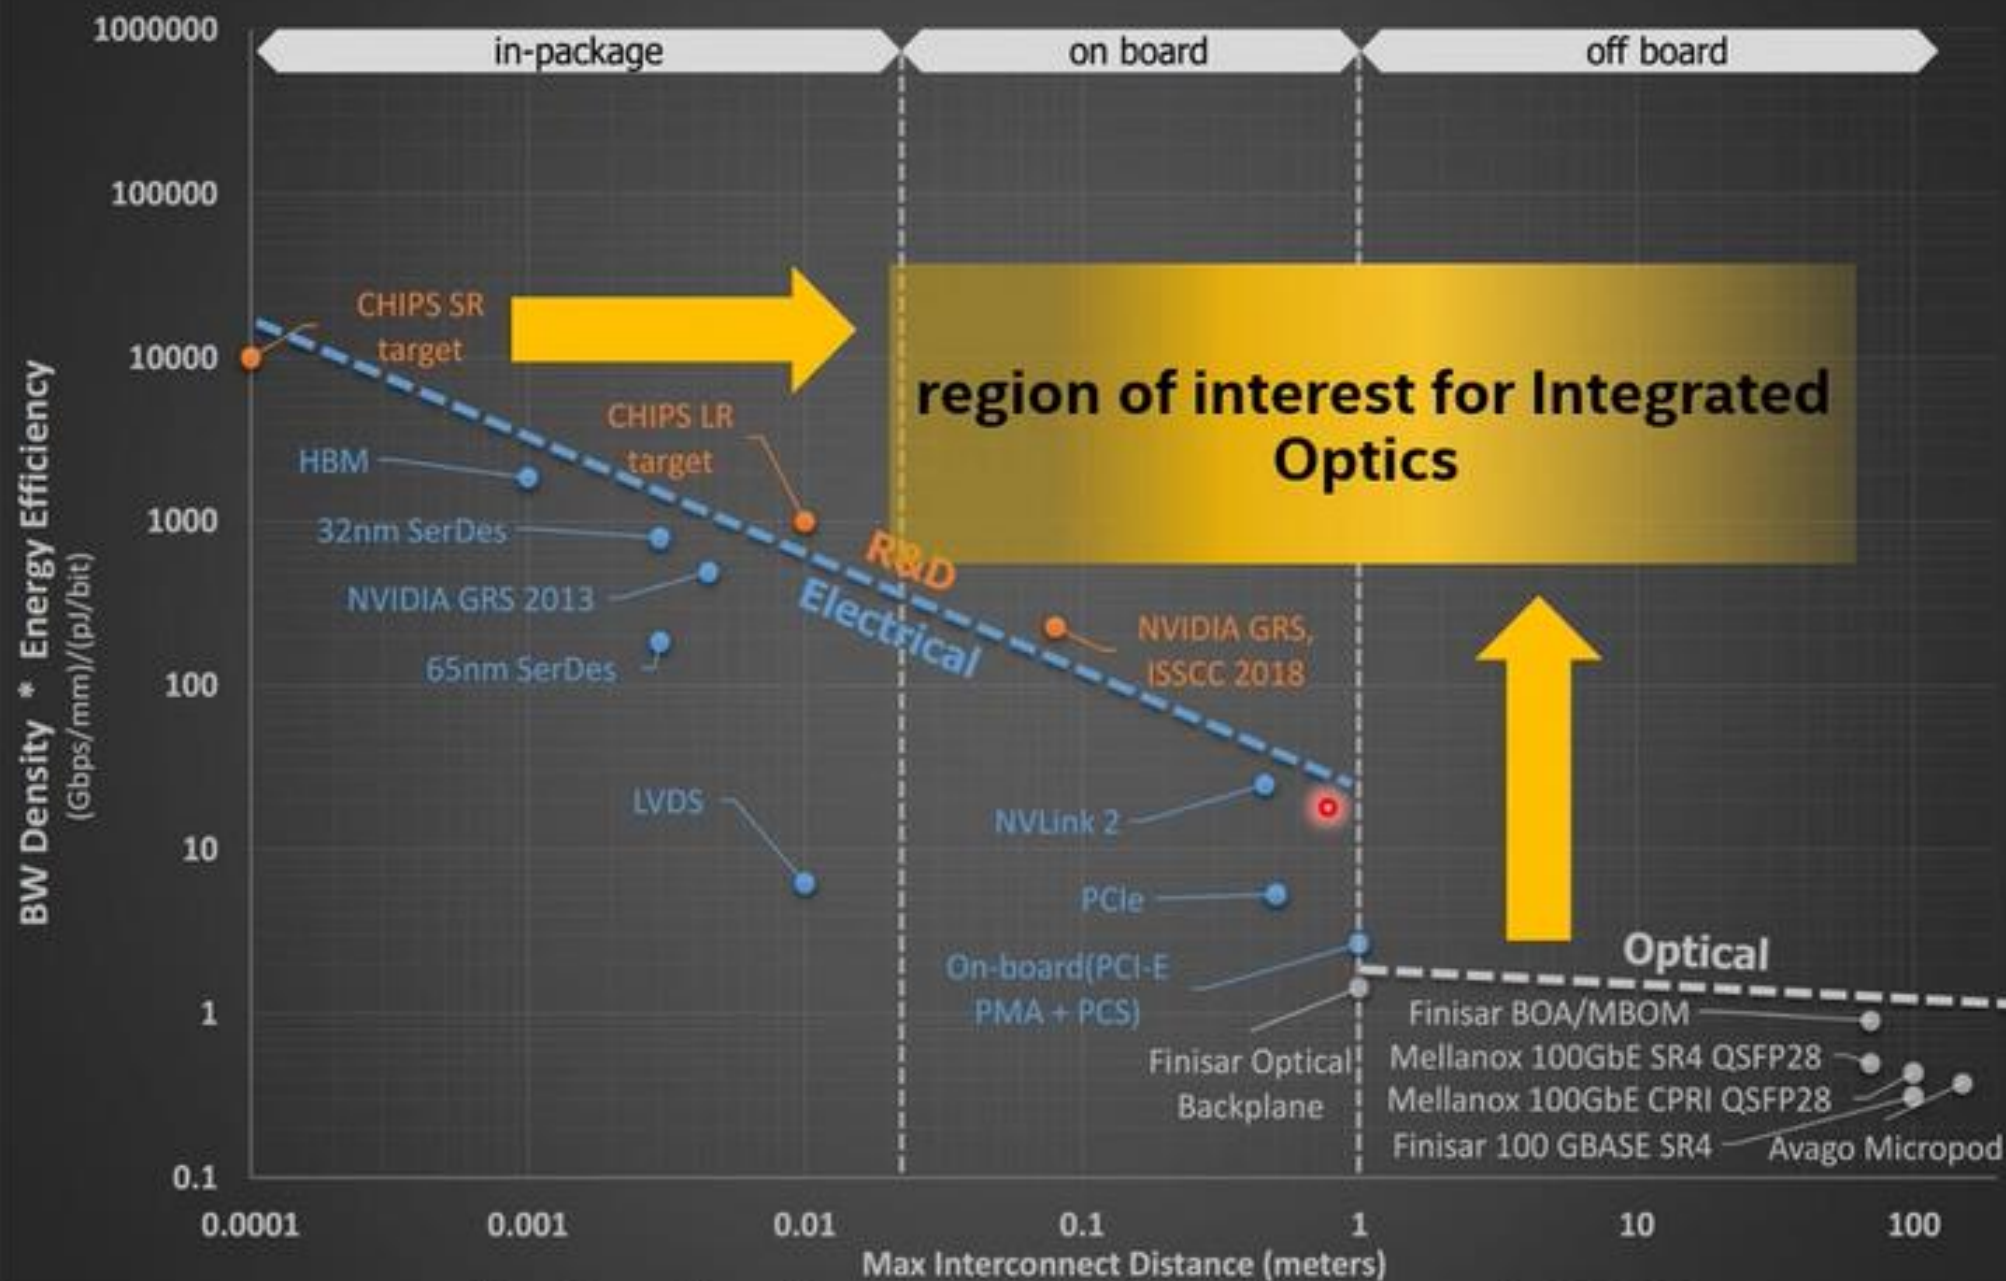 1000000
in-package
on board
off board
100000
CHIPS SR
target
10000
region of interest for Integrated
Optics
CHIPS LR
target
HBM
1000
32nm SerDes
R&D
Electrical
NVIDIA GRS 2013
NVIDIA GRS,
ISSCC 2018
65nm SerDes
100
BW Density * Energy Efficiency
(Gbps/mm)/(pJ/bit)
LVDS
NVLink 2
10
PCIe
Optical
On-board(PCI-E
PMA + PCS)
1
Finisar BOA/MBOM
Finisar Optical
Backplane
Mellanox 100GbE SR4 QSFP28
Mellanox 100GbE CPRI QSFP28
Finisar 100 GBASE SR4
Avago Micropod
0.1
0.0001
0.001
0.01
0.1
1
10
100
Max Interconnect Distance (meters)